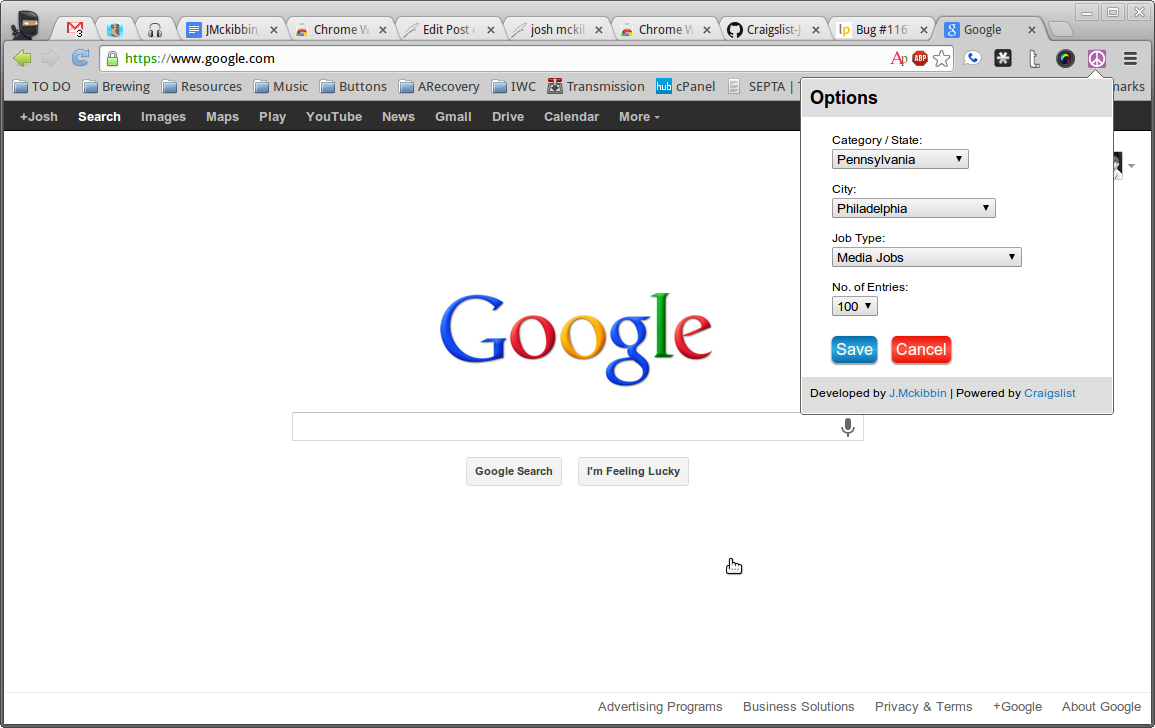 3 JMckibbin_ Chrome W Edit Post josh mckil Chrome W Craigslist-J lp Bug #116 g Google
https://www.google.com Ap ABP
TO DO Brewing Resources Music Buttons ARecovery IWC Transmission hub cPanel SEPTA | marks
+Josh Search Images Maps Play YouTube News Gmail Drive Calendar More
Options
Category / State:
Pennsylvania
City:
Philadelphia
Job Type:
Media Jobs
No. of Entries:
100
Save Cancel
Developed by J.Mckibbin | Powered by Craigslist
Google
Google Search I'm Feeling Lucky
Advertising Programs Business Solutions Privacy & Terms +Google About Google